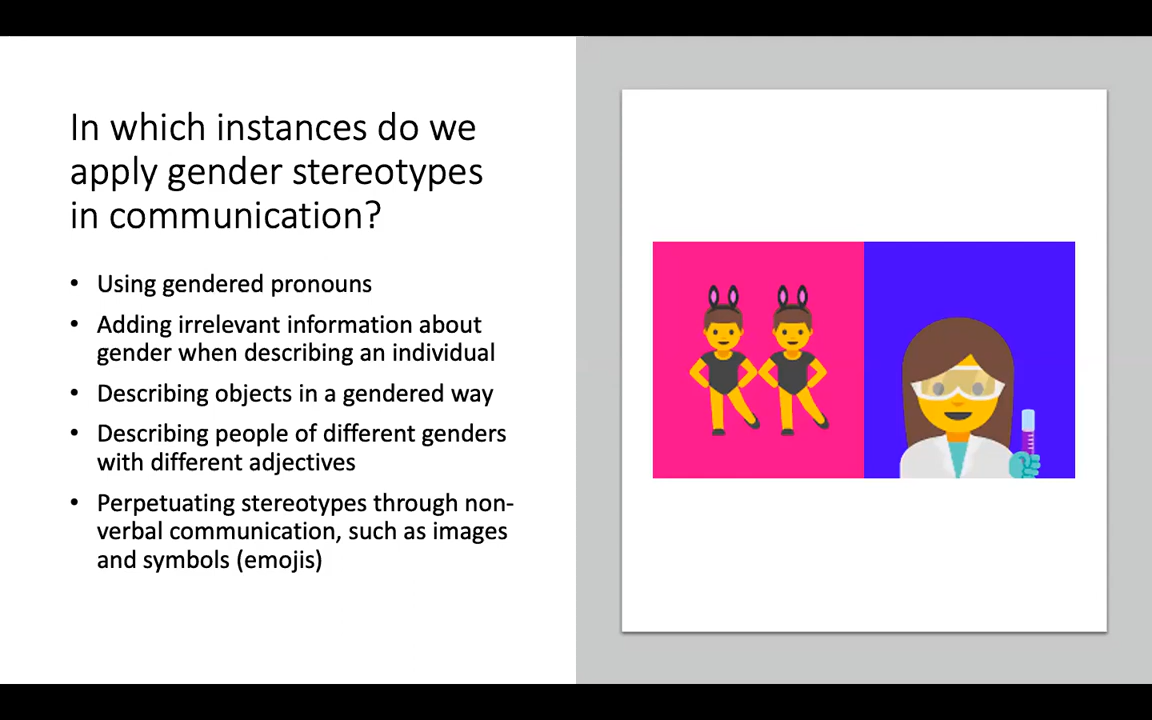 In which instances do we
apply gender stereotypes
in communication?
• Using gendered pronouns
• Adding irrelevant information about
gender when describing an individual
• Describing objects in a gendered way
• Describing people of different genders
with different adjectives
• Perpetuating stereotypes through non-
verbal communication, such as images
and symbols (emojis)